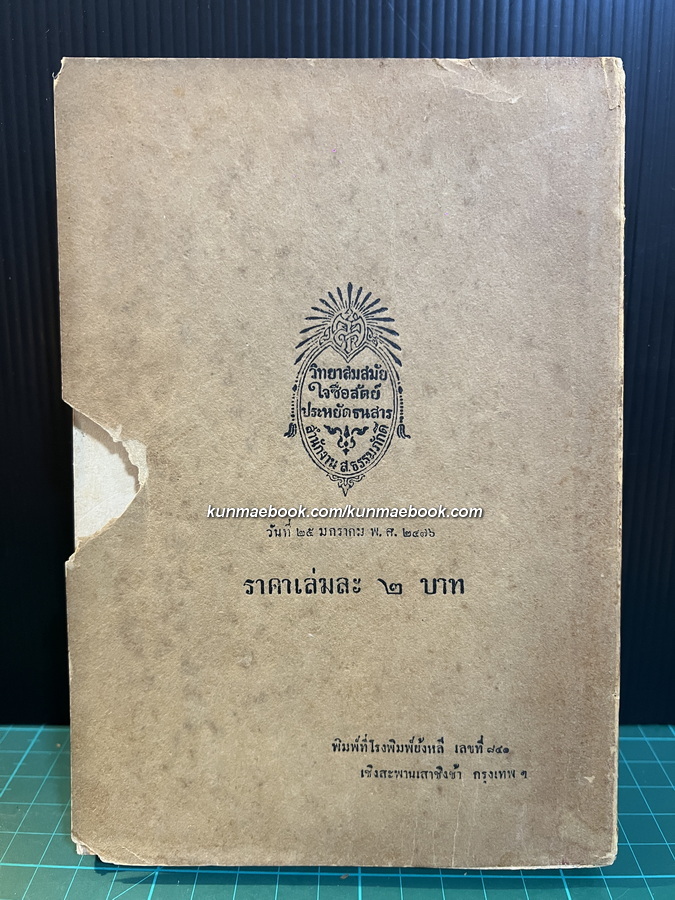 วิทยาสมสมัย
ใจซื่อสัตย์
ประหยัดธนสาร
สำนักงาน ส.ธรรมภักดี
kunmaebook.com/kunmaebook.com
วันที่ ๒๕ มกราคม พ.ศ. ๒๔๗๖
ราคาเล่มละ ๒ บาท
พิมพ์ที่โรงพิมพ์ย้งหลี เลขที่ ๘๔๑
เชิงสะพานเสาชิงช้า กรุงเทพ ๆ